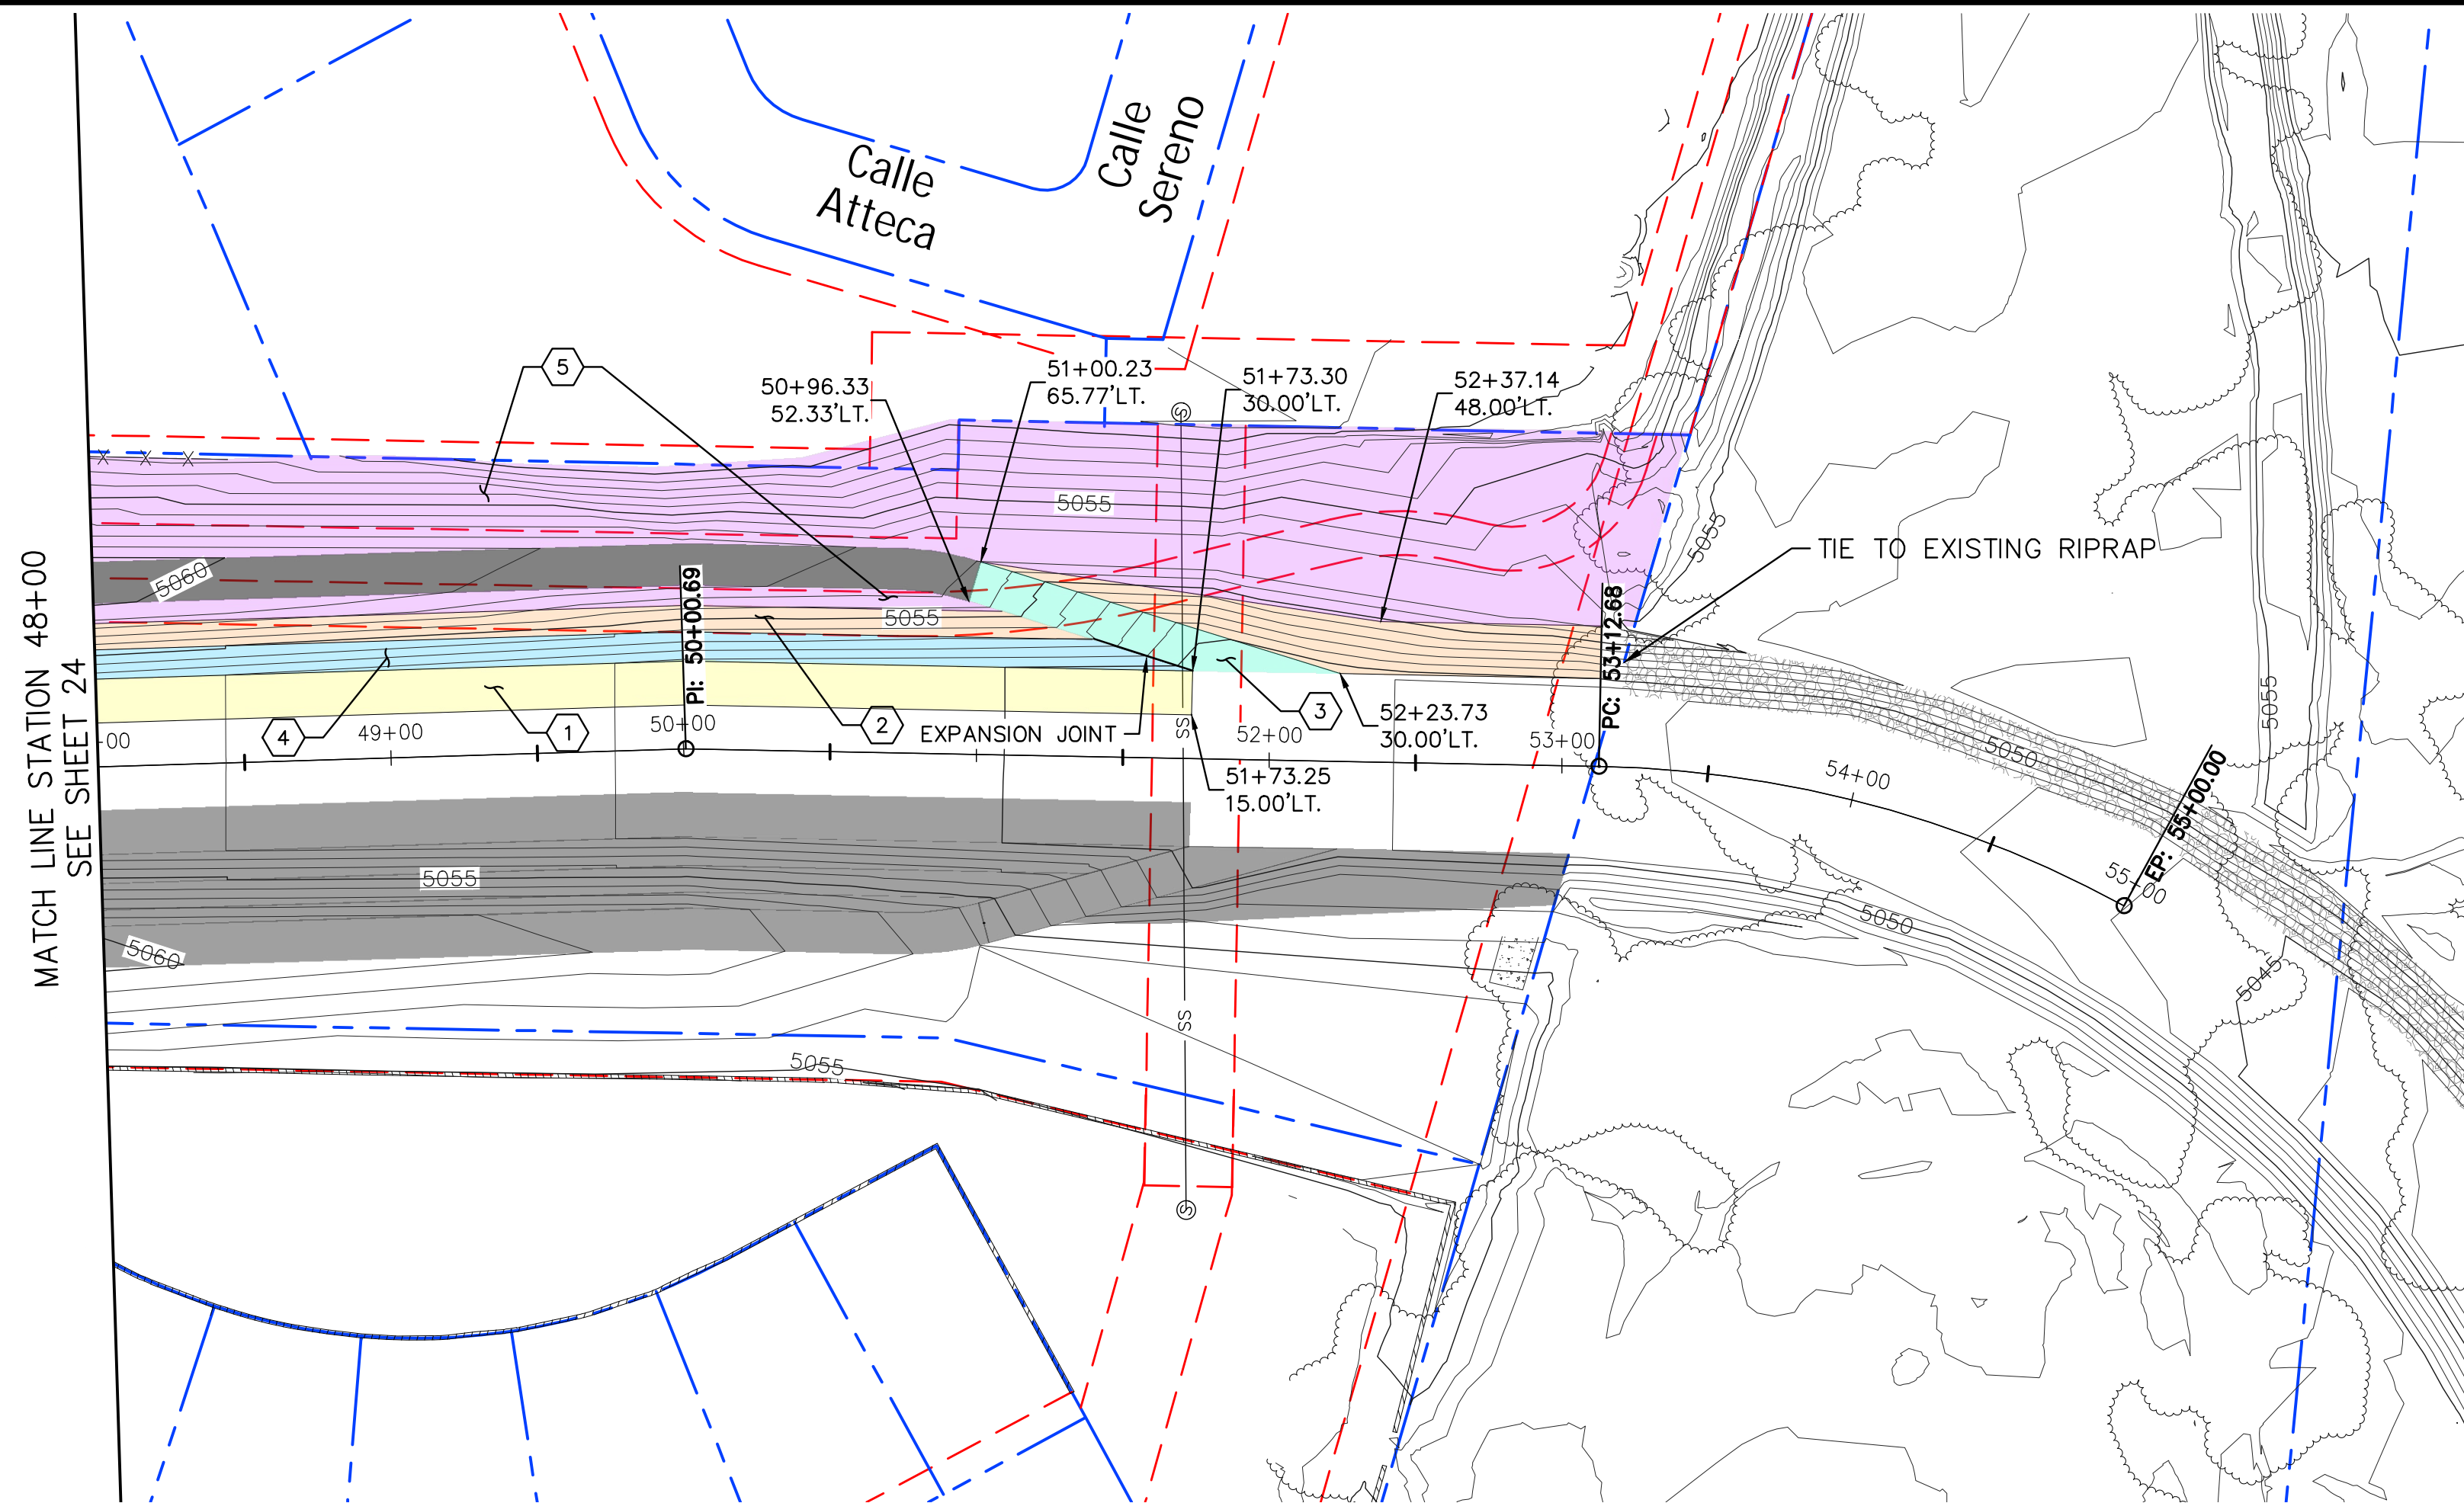 Calle
Atteca
Calle
Sereno
5
50+96.33
52.33'LT.
51+00.23
65.77'LT.
51+73.30
30.00'LT.
52+37.14
48.00'LT.
S
5055
5055
TIE TO EXISTING RIPRAP
5060
5055
PI: 50+00.69
PC: 53+12.68
MATCH LINE STATION 48+00
SEE SHEET 24
+00
4
49+00
1
50+00
2
EXPANSION JOINT
SS
3
52+00
52+23.73
30.00'LT.
53+00
51+73.25
15.00'LT.
54+00
5050
5055
EP: 55+00.00
55+00
5055
5050
5060
5045
SS
5055
S
X X X